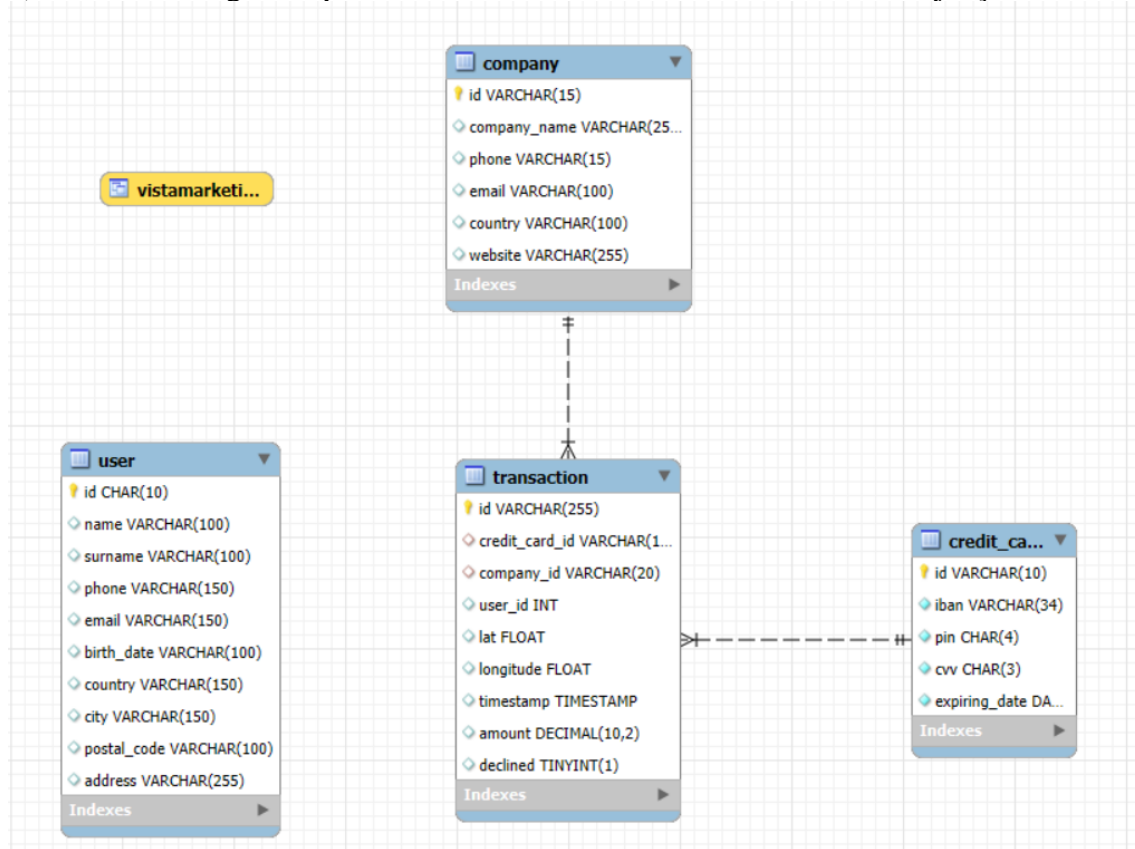 company
id VARCHAR(15)
company_name VARCHAR(25...
phone VARCHAR(15)
email VARCHAR(100)
country VARCHAR(100)
website VARCHAR(255)
Indexes
vistamarketi...
user
id CHAR(10)
name VARCHAR(100)
surname VARCHAR(100)
phone VARCHAR(150)
email VARCHAR(150)
birth_date VARCHAR(100)
country VARCHAR(150)
city VARCHAR(150)
postal_code VARCHAR(100)
address VARCHAR(255)
Indexes
transaction
id VARCHAR(255)
credit_card_id VARCHAR(1...
company_id VARCHAR(20)
user_id INT
lat FLOAT
longitude FLOAT
timestamp TIMESTAMP
amount DECIMAL(10,2)
declined TINYINT(1)
Indexes
credit_ca...
id VARCHAR(10)
iban VARCHAR(34)
pin CHAR(4)
cvv CHAR(3)
expiring_date DA...
Indexes